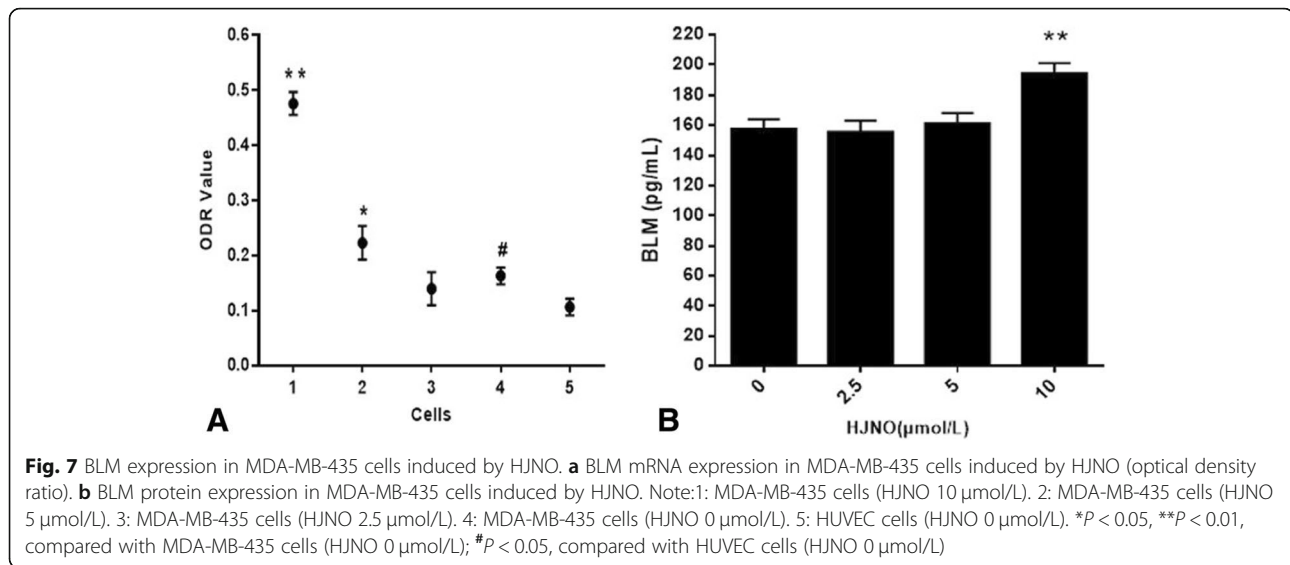 0.6
0.5
0.4
0.3
0.2
0.1
0.0
ODR Value
**
*
#
1 2 3 4 5
Cells
A
220
200
180
160
140
120
100
80
60
40
20
0
BLM (pg/mL)
**
0 2.5 5 10
HJNO(µmol/L)
B
Fig. 7 BLM expression in MDA-MB-435 cells induced by HJNO. a BLM mRNA expression in MDA-MB-435 cells induced by HJNO (optical density
ratio). b BLM protein expression in MDA-MB-435 cells induced by HJNO. Note:1: MDA-MB-435 cells (HJNO 10 µmol/L). 2: MDA-MB-435 cells (HJNO
5 µmol/L). 3: MDA-MB-435 cells (HJNO 2.5 µmol/L). 4: MDA-MB-435 cells (HJNO 0 µmol/L). 5: HUVEC cells (HJNO 0 µmol/L). *P < 0.05, **P < 0.01,
compared with MDA-MB-435 cells (HJNO 0 µmol/L); #P < 0.05, compared with HUVEC cells (HJNO 0 µmol/L)